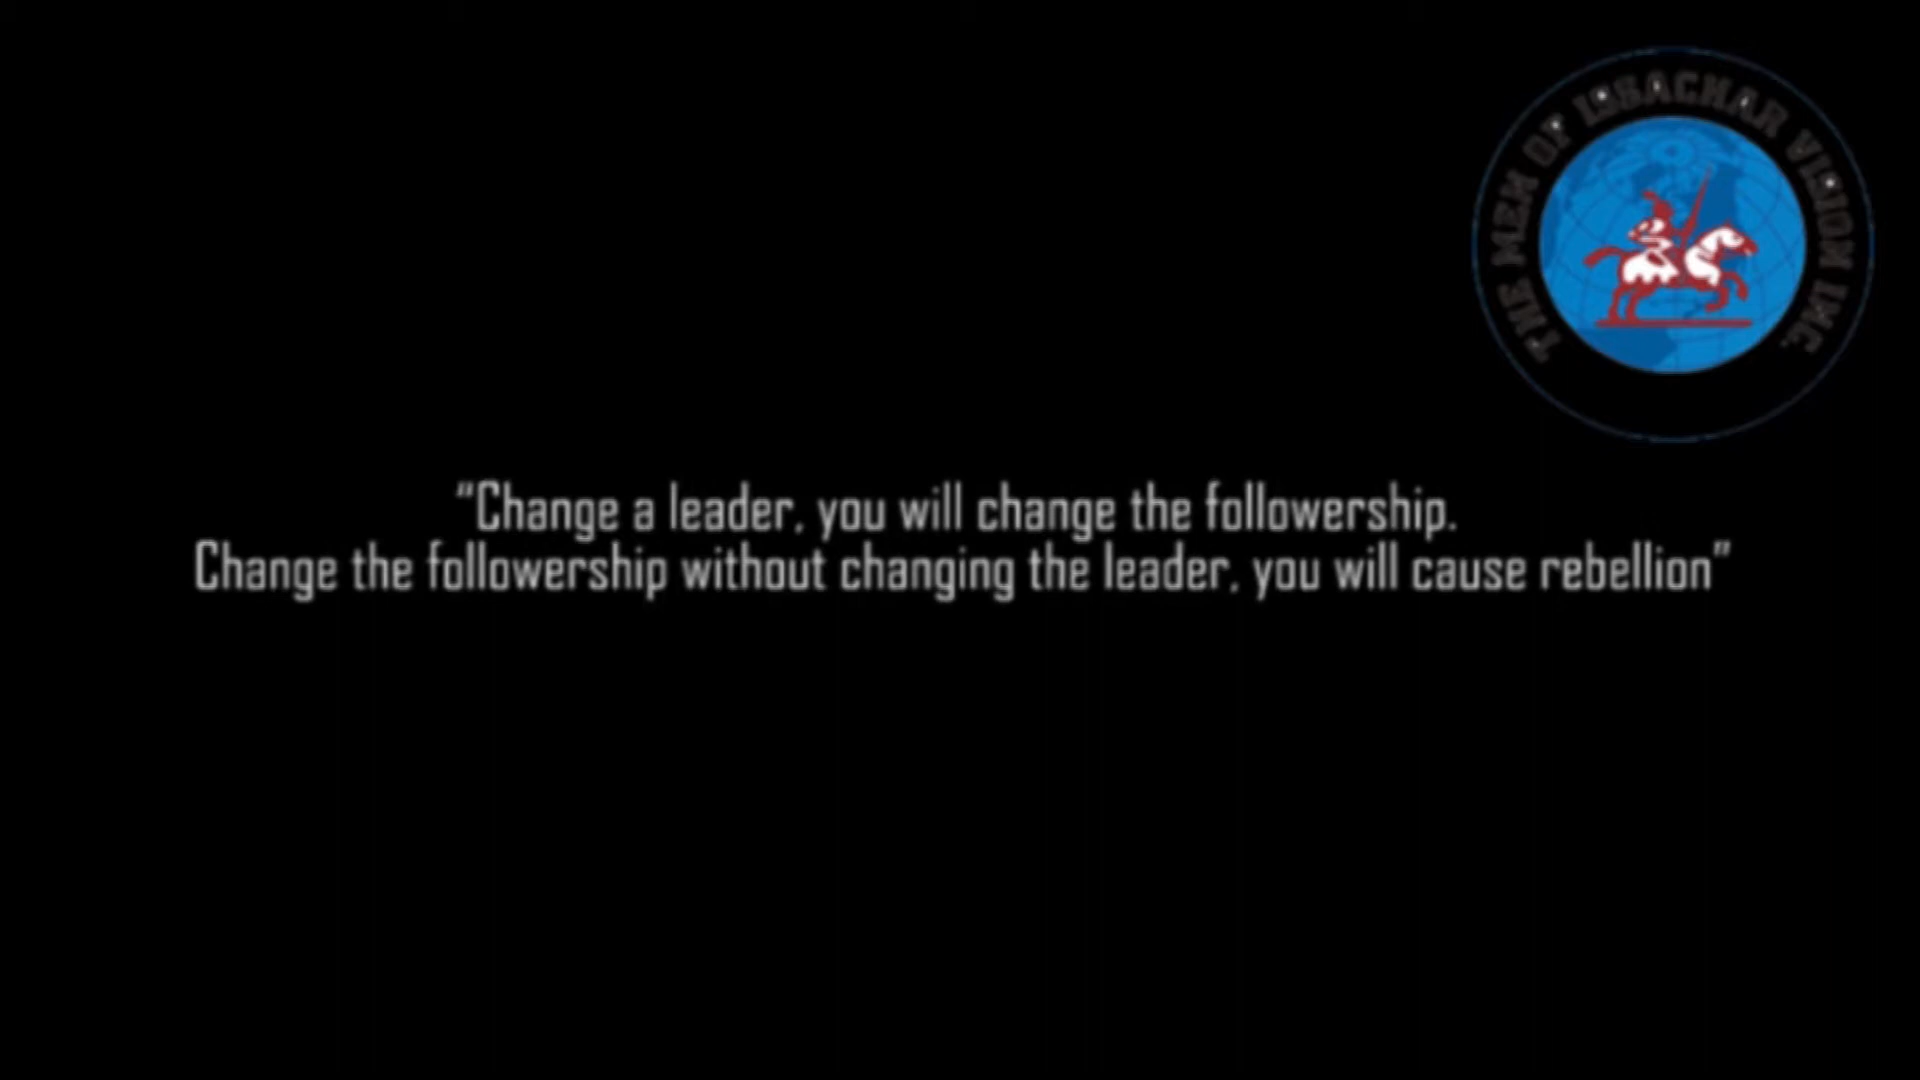 THE MEN OF ISSACHAR VISION INC.
“Change a leader, you will change the followership.
Change the followership without changing the leader, you will cause rebellion”